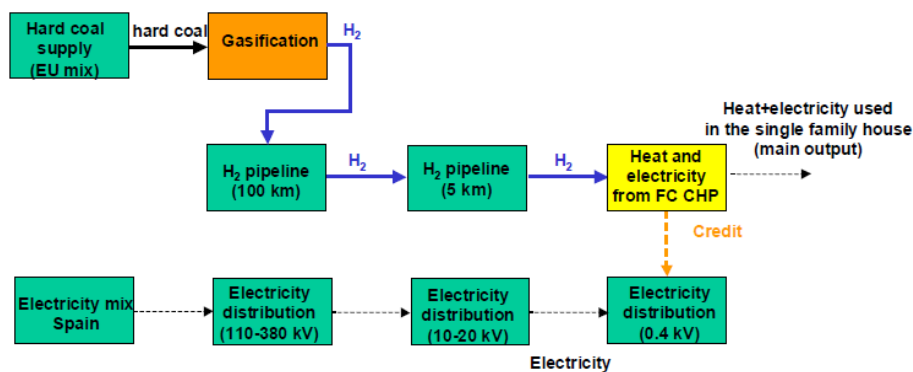 Hard coal
supply
(EU mix)
hard coal
Gasification
H₂
H₂ pipeline
(100 km)
H₂
H₂ pipeline
(5 km)
H₂
Heat and
electricity
from FC CHP
Heat+electricity used
in the single family house
(main output)
Credit
Electricity mix
Spain
Electricity
distribution
(110-380 kV)
Electricity
distribution
(10-20 kV)
Electricity
distribution
(0.4 kV)
Electricity